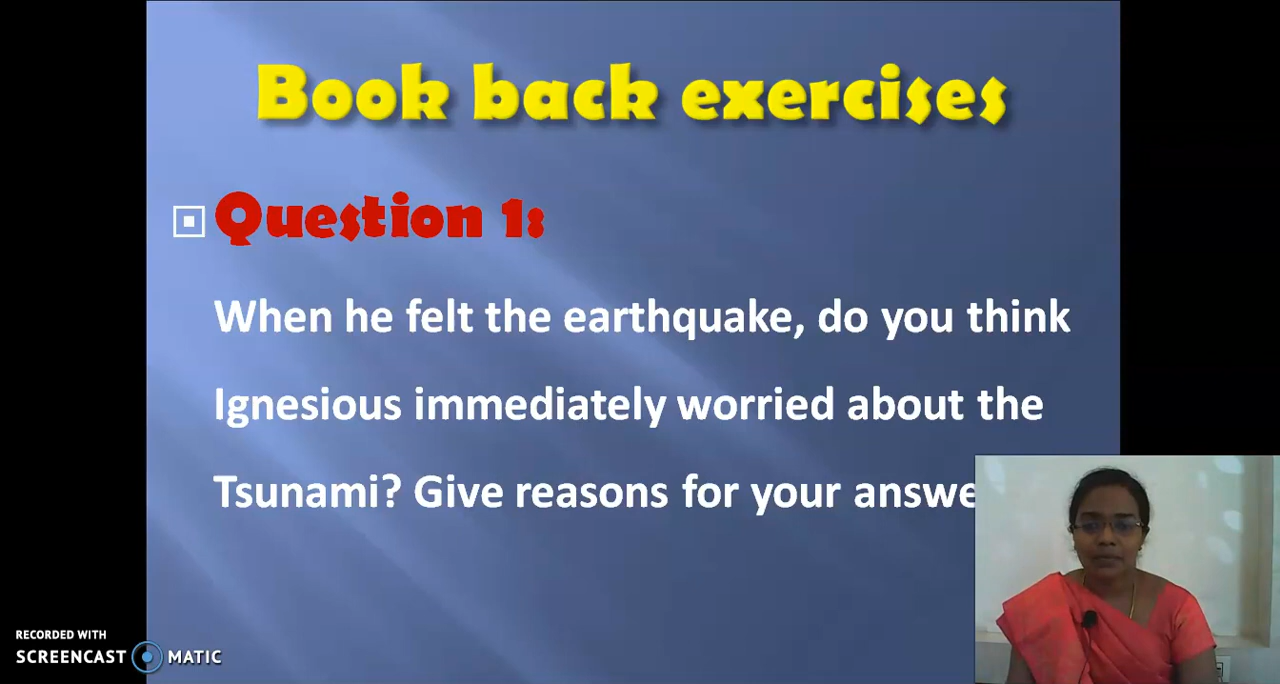 Book back exercises
Question 1:
When he felt the earthquake, do you think
Ignesious immediately worried about the
Tsunami? Give reasons for your answe
RECORDED WITH
SCREENCAST MATIC